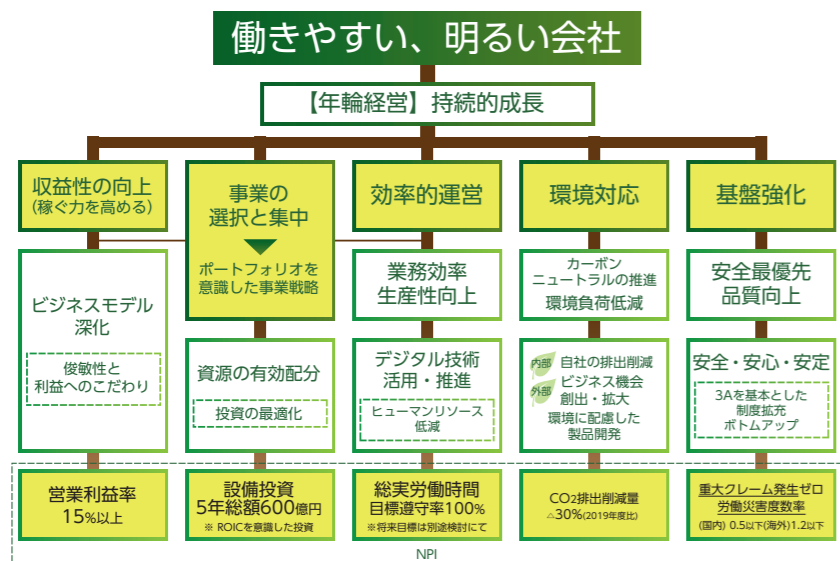 働きやすい、明るい会社
【年輪経営】持続的成長
収益性の向上
(稼ぐ力を高める)
ビジネスモデル
深化
俊敏性と
利益へのこだわり
営業利益率
15%以上
事業の
選択と集中
ポートフォリオを
意識した事業戦略
資源の有効配分
投資の最適化
設備投資
5年総額600億円
※ ROICを意識した投資
効率的運営
業務効率
生産性向上
デジタル技術
活用・推進
ヒューマンリソース
低減
総実労働時間
目標遵守率100%
※将来目標は別途検討にて
環境対応
カーボン
ニュートラルの推進
環境負荷低減
内部 自社の排出削減
外部 ビジネス機会
創出・拡大
環境に配慮した
製品開発
CO2排出削減量
△30%(2019年度比)
基盤強化
安全最優先
品質向上
安全・安心・安定
3Aを基本とした
制度拡充
ボトムアップ
重大クレーム発生ゼロ
労働災害度数率
(国内) 0.5以下(海外)1.2以下
NPI